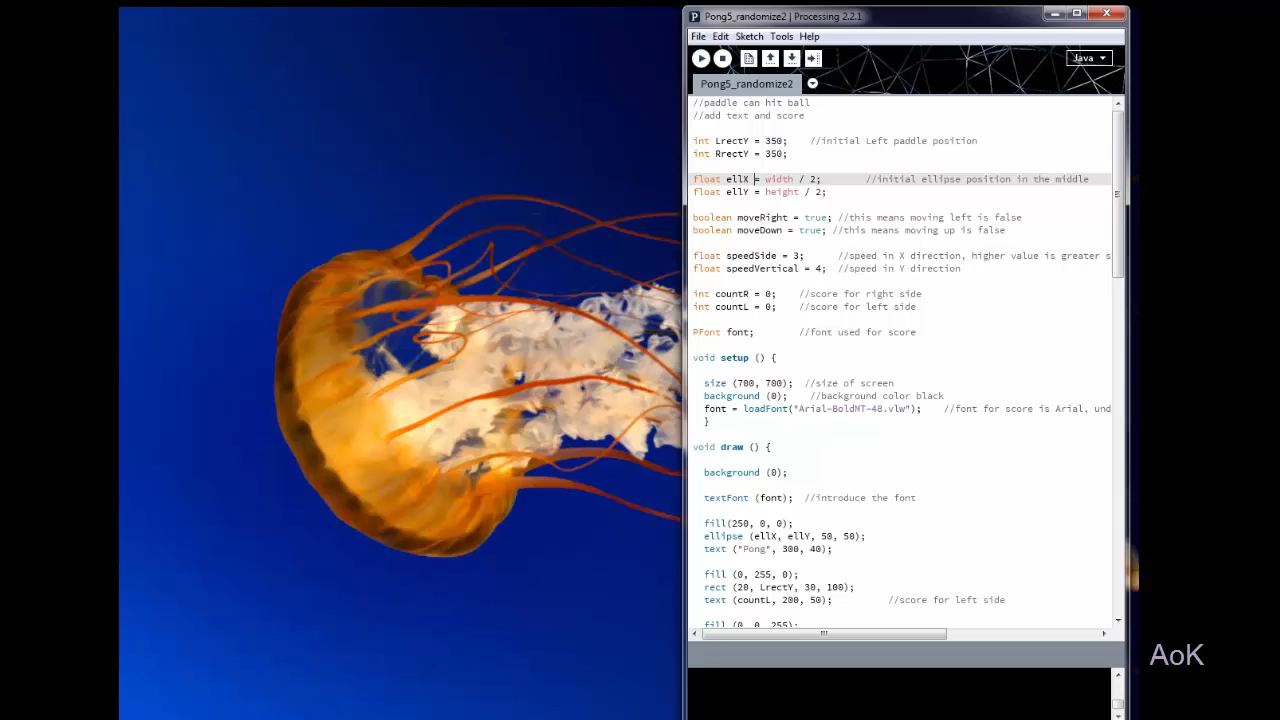 Pong5_randomize2 | Processing 2.2.1
File Edit Sketch Tools Help
Java
Pong5_randomize2
//paddle can hit ball
//add text and score
int LrectY = 350; //initial Left paddle position
int RrectY = 350;
float ellX = width / 2; //initial ellipse position in the middle
float ellY = height / 2;
boolean moveRight = true; //this means moving left is false
boolean moveDown = true; //this means moving up is false
float speedSide = 3; //speed in X direction, higher value is greater s
float speedVertical = 4; //speed in Y direction
int countR = 0; //score for right side
int countL = 0; //score for left side
PFont font; //font used for score
void setup () {
size (700, 700); //size of screen
background (0); //background color black
font = loadFont("Arial-BoldMT-48.vlw"); //font for score is Arial, und
}
void draw () {
background (0);
textFont (font); //introduce the font
fill(250, 0, 0);
ellipse (ellX, ellY, 50, 50);
text ("Pong", 300, 40);
fill (0, 255, 0);
rect (20, LrectY, 30, 100);
text (countL, 200, 50); //score for left side
fill (0, 0, 255);
AoK